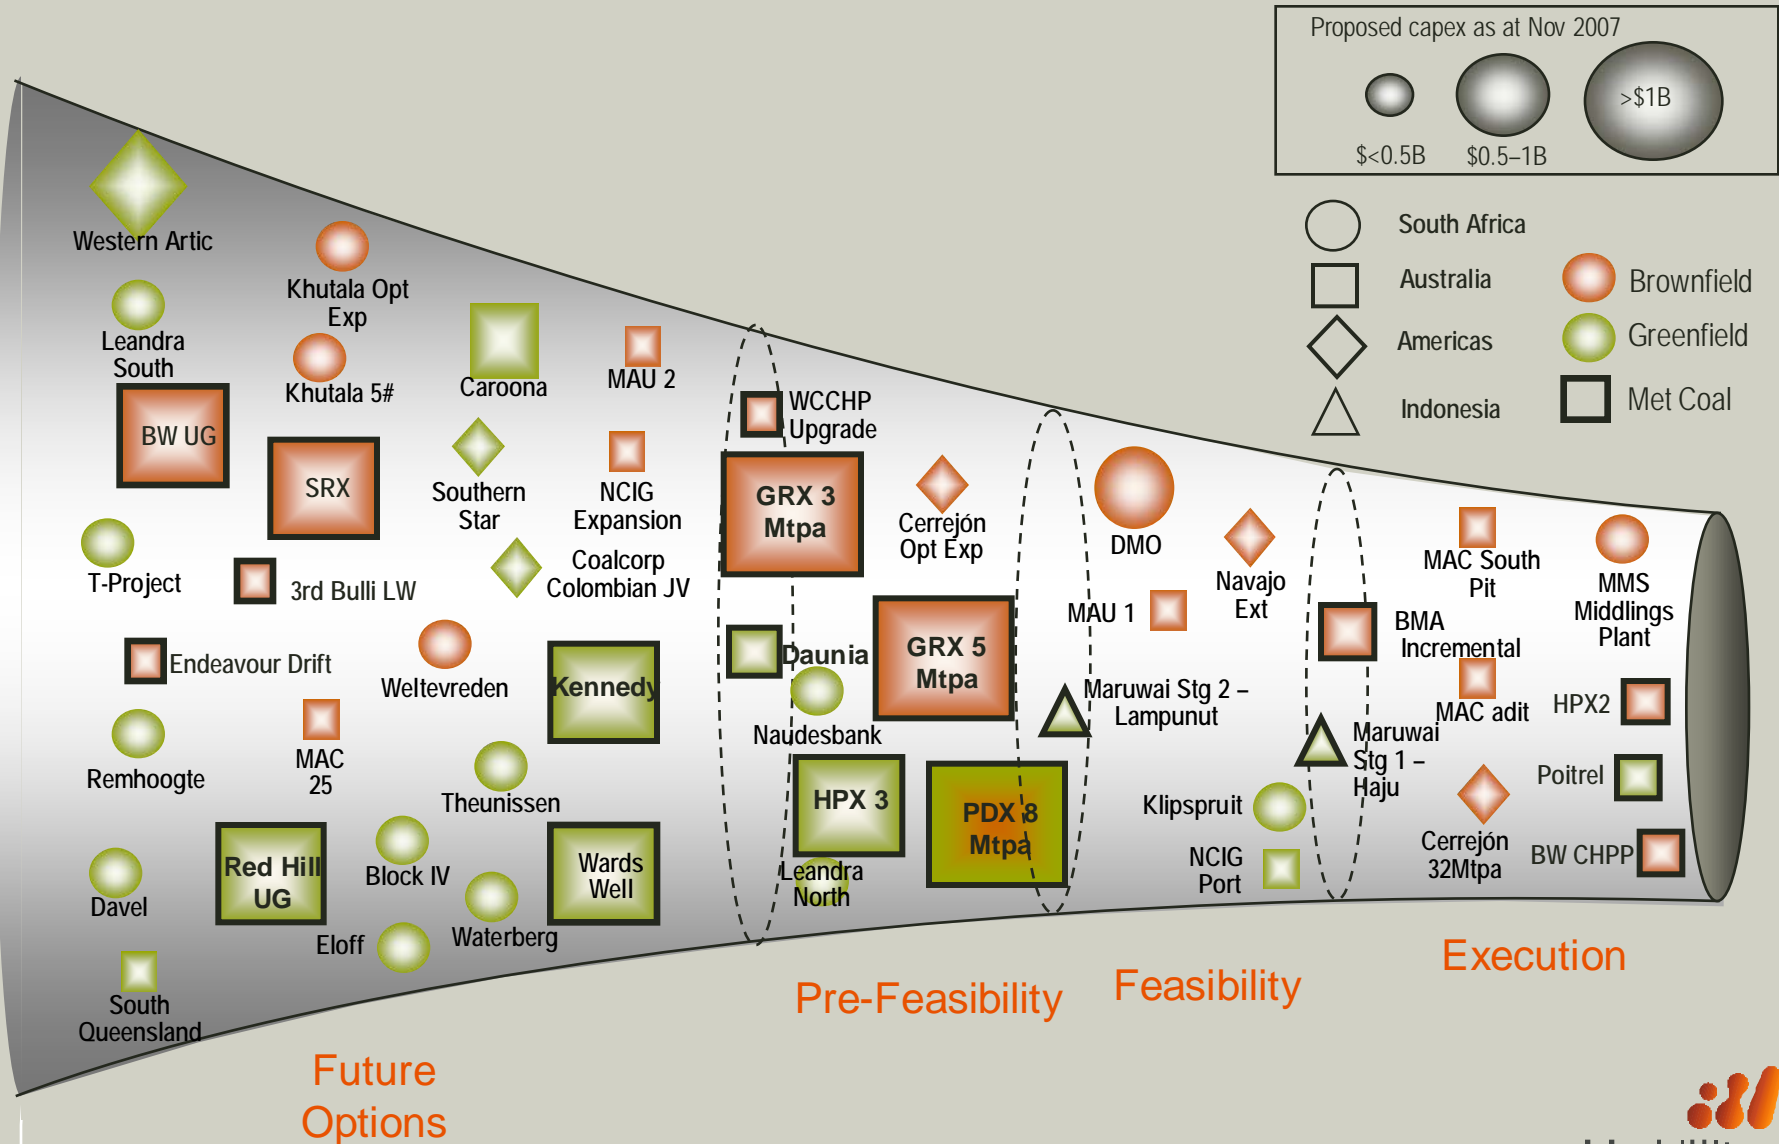 Proposed capex as at Nov 2007
>$1B
$<0.5B
$0.5–1B
South Africa
Australia
Americas
Indonesia
Brownfield
Greenfield
Met Coal
Western Artic
Leandra
South
Khutala Opt
Exp
Khutala 5#
Caroona
MAU 2
BW UG
SRX
Southern
Star
NCIG
Expansion
T-Project
3rd Bulli LW
Coalcorp
Colombian JV
Endeavour Drift
Weltevreden
Kennedy
Remhoogte
MAC
25
Theunissen
Davel
Red Hill
UG
Block IV
Eloff
Waterberg
Wards
Well
South
Queensland
WCCHP
Upgrade
GRX 3
Mtpa
Cerrejón
Opt Exp
Daunia
Naudesbank
GRX 5
Mtpa
HPX 3
Leandra
North
PDX 8
Mtpa
DMO
MAU 1
Navajo
Ext
Maruwai Stg 2 –
Lampunut
Klipspruit
NCIG
Port
Maruwai
Stg 1 –
Haju
MAC South
Pit
MMS
Middlings
Plant
BMA
Incremental
MAC adit
HPX2
Poitrel
Cerrejón
32Mtpa
BW CHPP
Future
Options
Pre-Feasibility
Feasibility
Execution